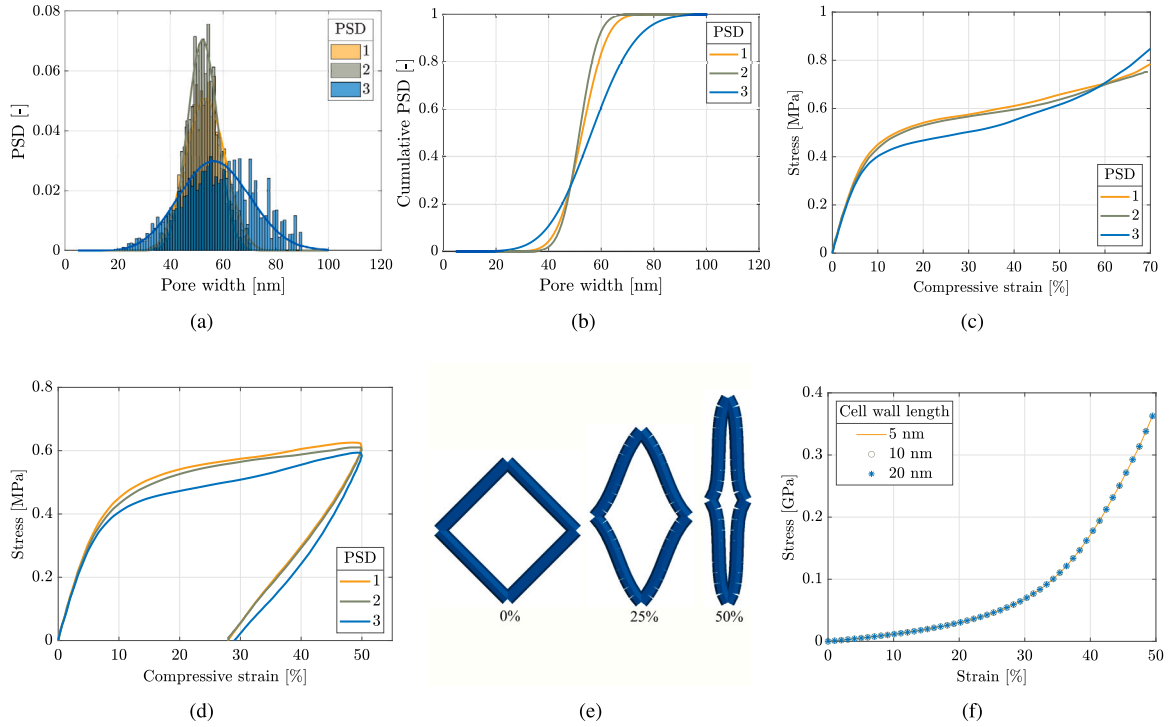 PSD
1
2
3
0.08
0.06
0.04
0.02
0
PSD [-]
0 20 40 60 80 100 120
Pore width [nm]
(a)
PSD
1
2
3
1
0.8
0.6
0.4
0.2
0
Cumulative PSD [-]
0 20 40 60 80 100 120
Pore width [nm]
(b)
1
0.8
0.6
0.4
0.2
0
Stress [MPa]
PSD
1
2
3
0 10 20 30 40 50 60 70
Compressive strain [%]
(c)
0.8
0.6
0.4
0.2
0
Stress [MPa]
PSD
1
2
3
0 10 20 30 40 50
Compressive strain [%]
(d)
0% 25% 50%
(e)
0.4
0.3
0.2
0.1
0
Stress [GPa]
Cell wall length
5 nm
10 nm
20 nm
0 10 20 30 40 50
Strain [%]
(f)